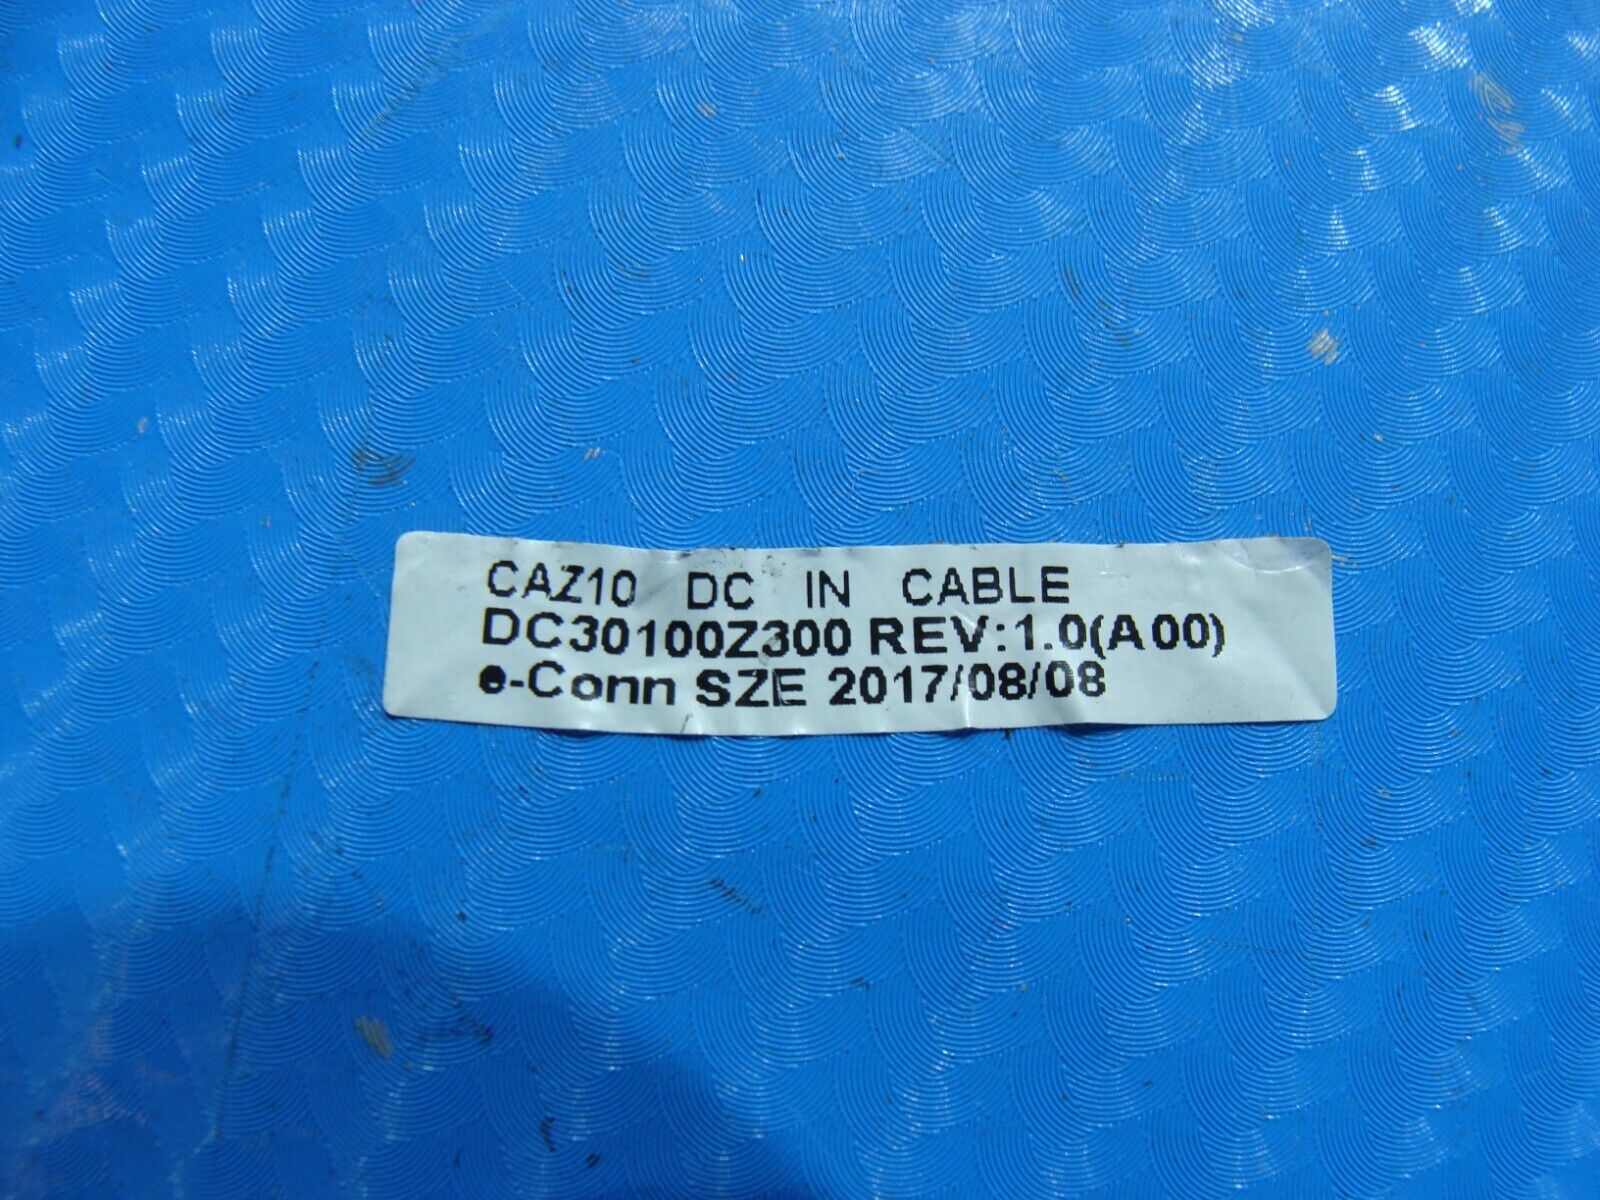 CAZ10 DC IN CABLE
DC30100Z300 REV:1.0(A00)
e-Conn SZE 2017/08/08